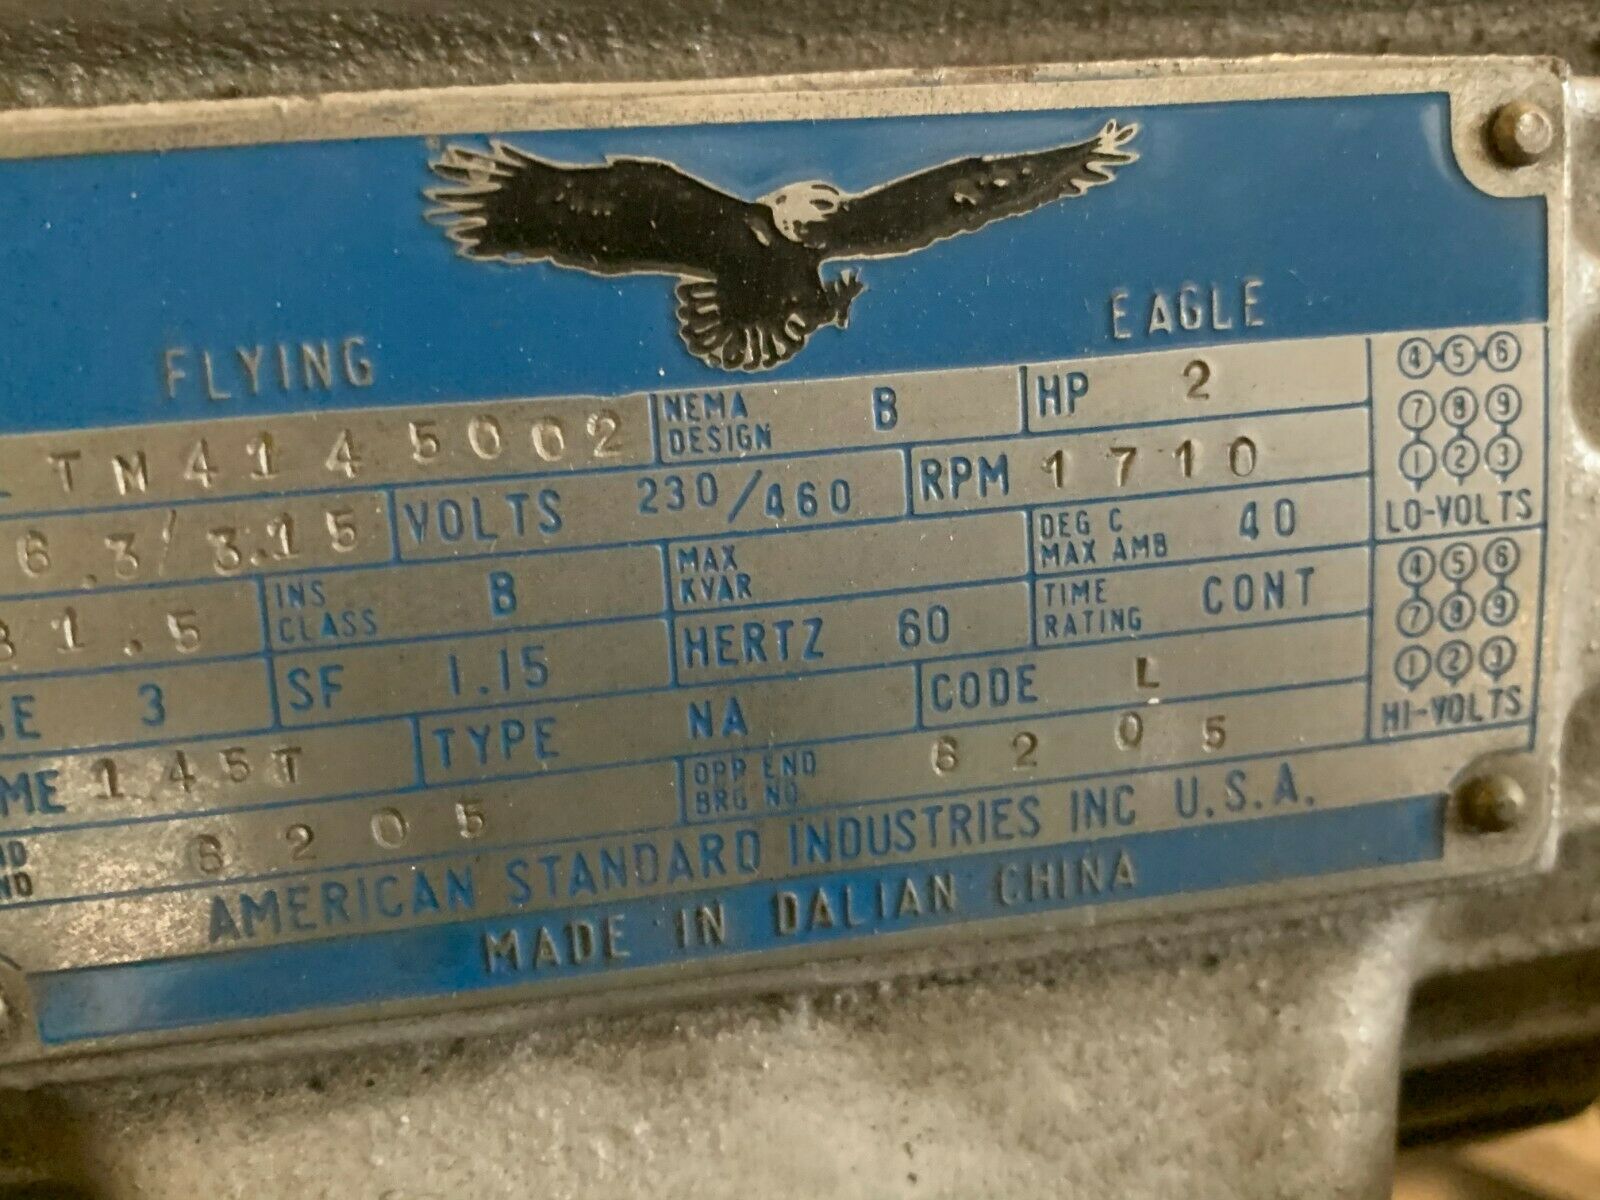 FLYING EAGLE
TM4145002 NEMA DESIGN B HP 2
6.3/3.15 VOLTS 230/460 RPM 1710
31.5 INS CLASS B MAX KVAR DEG C MAX AMB 40
3 SF 1.15 HERTZ 60 TIME RATING CONT
145T TYPE NA CODE L
6205 OPP END BRG NO 6205
4 5 6
7 8 9
1 2 3
LO-VOLTS
4 5 6
7 8 9
1 2 3
HI-VOLTS
AMERICAN STANDARD INDUSTRIES INC U.S.A.
MADE IN DALIAN CHINA